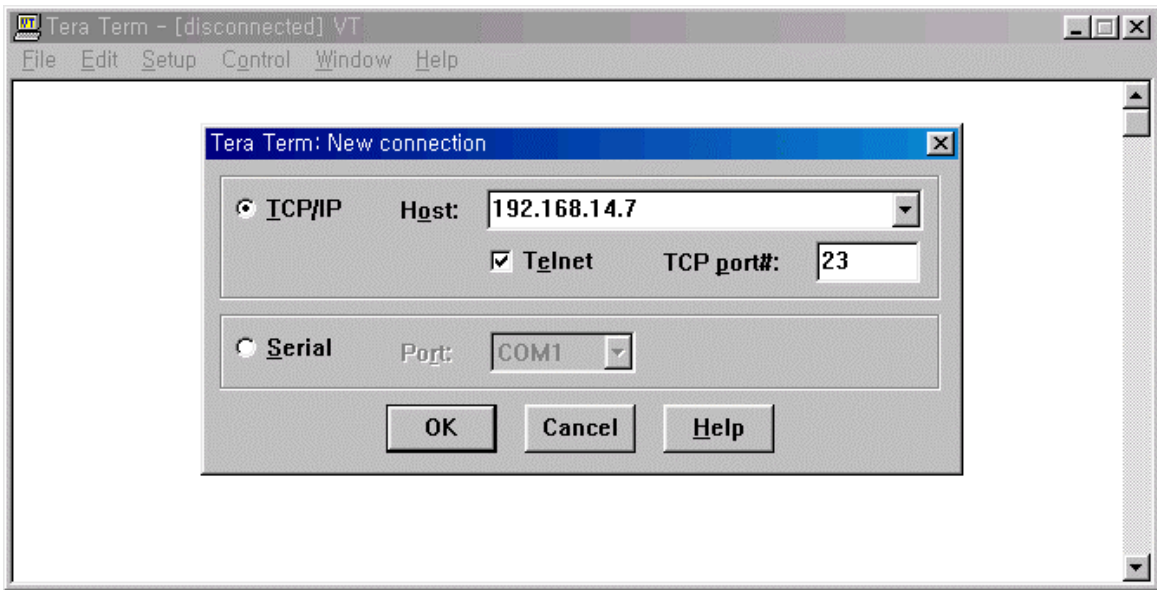 Tera Term - [disconnected] VT
File Edit Setup Control Window Help
Tera Term: New connection
TCP/IP Host: 192.168.14.7
Telnet TCP port#: 23
Serial Port: COM1
OK Cancel Help